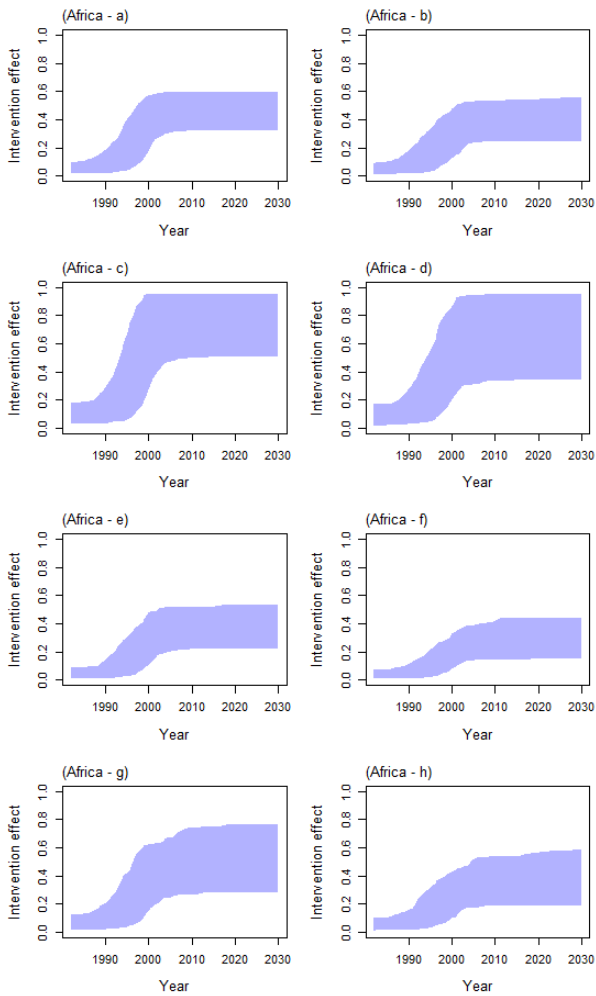 (Africa - a)
Intervention effect
0.0 0.2 0.4 0.6 0.8 1.0
1990 2000 2010 2020 2030
Year
(Africa - b)
Intervention effect
0.0 0.2 0.4 0.6 0.8 1.0
1990 2000 2010 2020 2030
Year
(Africa - c)
Intervention effect
0.0 0.2 0.4 0.6 0.8 1.0
1990 2000 2010 2020 2030
Year
(Africa - d)
Intervention effect
0.0 0.2 0.4 0.6 0.8 1.0
1990 2000 2010 2020 2030
Year
(Africa - e)
Intervention effect
0.0 0.2 0.4 0.6 0.8 1.0
1990 2000 2010 2020 2030
Year
(Africa - f)
Intervention effect
0.0 0.2 0.4 0.6 0.8 1.0
1990 2000 2010 2020 2030
Year
(Africa - g)
Intervention effect
0.0 0.2 0.4 0.6 0.8 1.0
1990 2000 2010 2020 2030
Year
(Africa - h)
Intervention effect
0.0 0.2 0.4 0.6 0.8 1.0
1990 2000 2010 2020 2030
Year